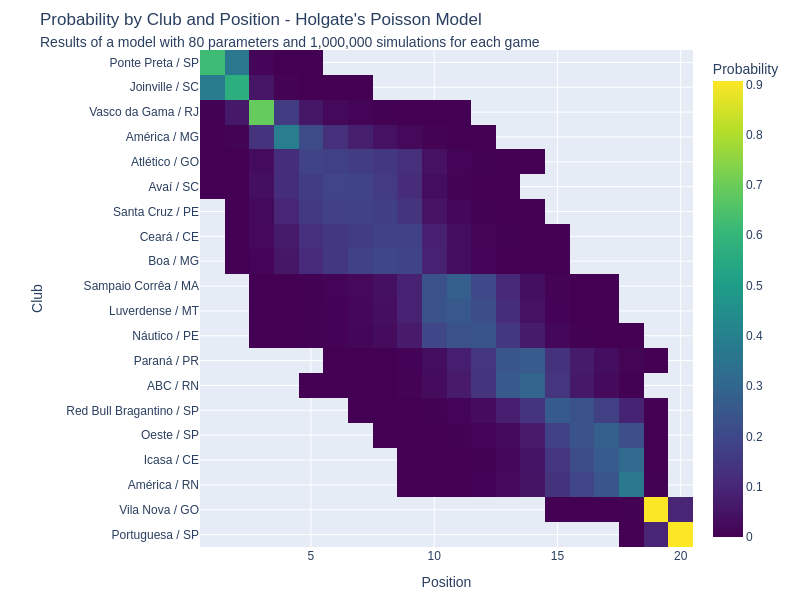 Probability by Club and Position - Holgate's Poisson Model
Results of a model with 80 parameters and 1,000,000 simulations for each game
Probability
Ponte Preta / SP
Joinville / SC
Vasco da Gama / RJ
América / MG
Atlético / GO
Avaí / SC
Santa Cruz / PE
Ceará / CE
Boa / MG
Sampaio Corrêa / MA
Luverdense / MT
Náutico / PE
Paraná / PR
ABC / RN
Red Bull Bragantino / SP
Oeste / SP
Icasa / CE
América / RN
Vila Nova / GO
Portuguesa / SP
Club
5
10
15
20
Position
0.9
0.8
0.7
0.6
0.5
0.4
0.3
0.2
0.1
0